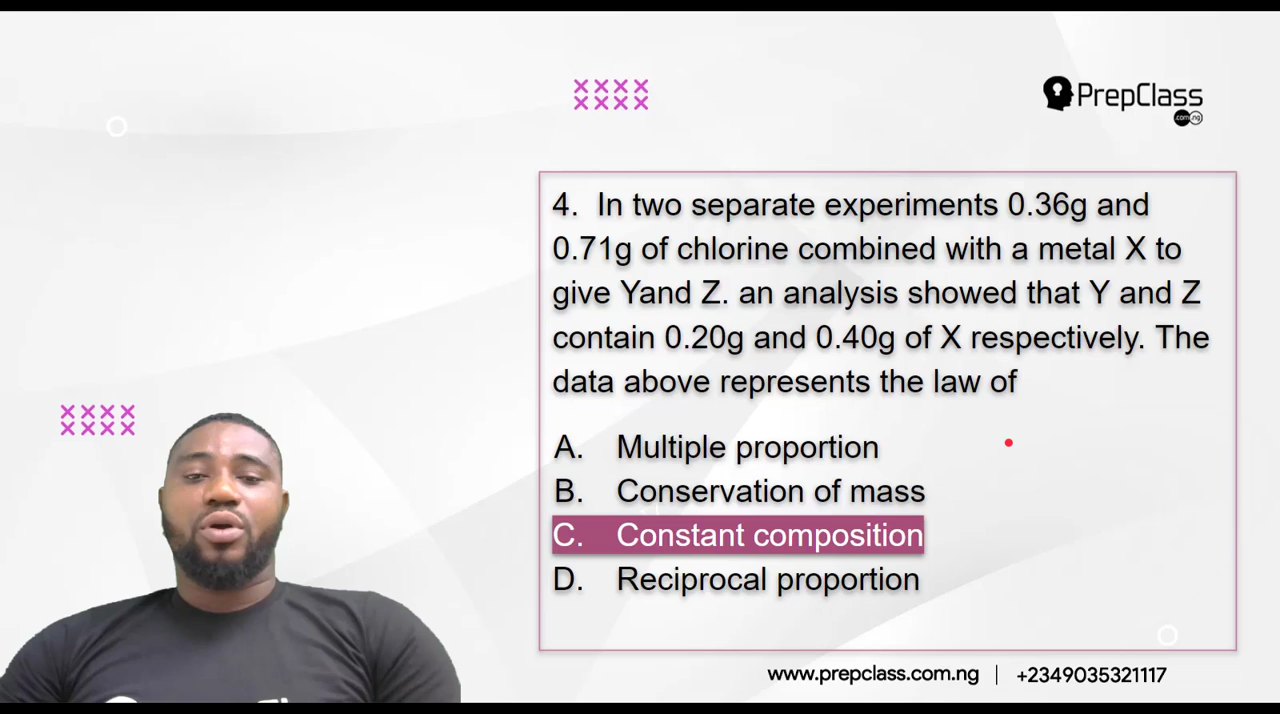 PrepClass
.com.ng
4. In two separate experiments 0.36g and
0.71g of chlorine combined with a metal X to
give Yand Z. an analysis showed that Y and Z
contain 0.20g and 0.40g of X respectively. The
data above represents the law of
A. Multiple proportion
B. Conservation of mass
C. Constant composition
D. Reciprocal proportion
www.prepclass.com.ng | +2349035321117